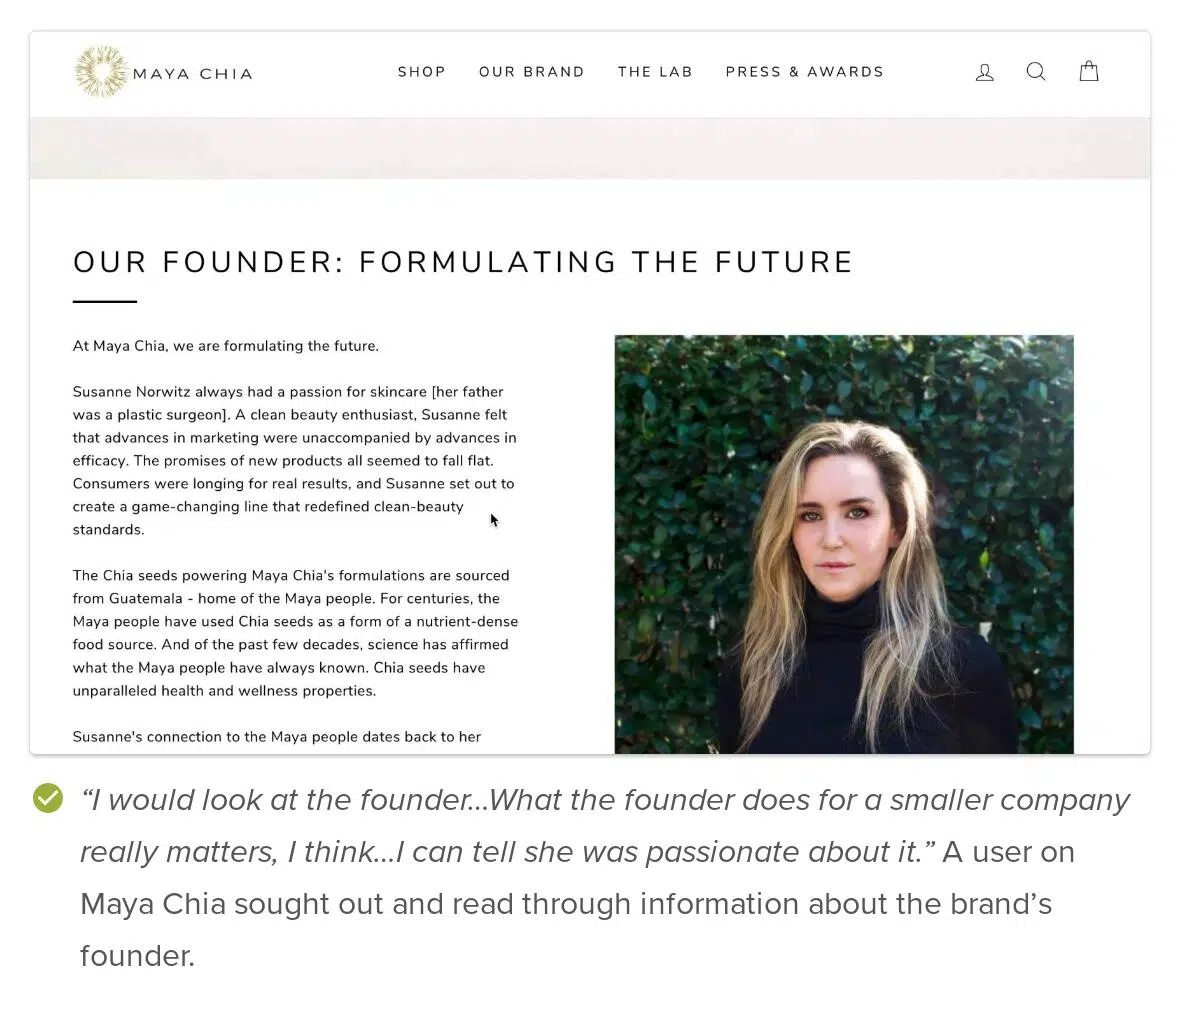 MAYA CHIA
SHOP OUR BRAND THE LAB PRESS & AWARDS
OUR FOUNDER: FORMULATING THE FUTURE
At Maya Chia, we are formulating the future.
Susanne Norwitz always had a passion for skincare [her father
was a plastic surgeon]. A clean beauty enthusiast, Susanne felt
that advances in marketing were unaccompanied by advances in
efficacy. The promises of new products all seemed to fall flat.
Consumers were longing for real results, and Susanne set out to
create a game-changing line that redefined clean-beauty
standards.
The Chia seeds powering Maya Chia's formulations are sourced
from Guatemala - home of the Maya people. For centuries, the
Maya people have used Chia seeds as a form of a nutrient-dense
food source. And of the past few decades, science has affirmed
what the Maya people have always known. Chia seeds have
unparalleled health and wellness properties.
Susanne's connection to the Maya people dates back to her
“I would look at the founder...What the founder does for a smaller company
really matters, I think...I can tell she was passionate about it.” A user on
Maya Chia sought out and read through information about the brand’s
founder.